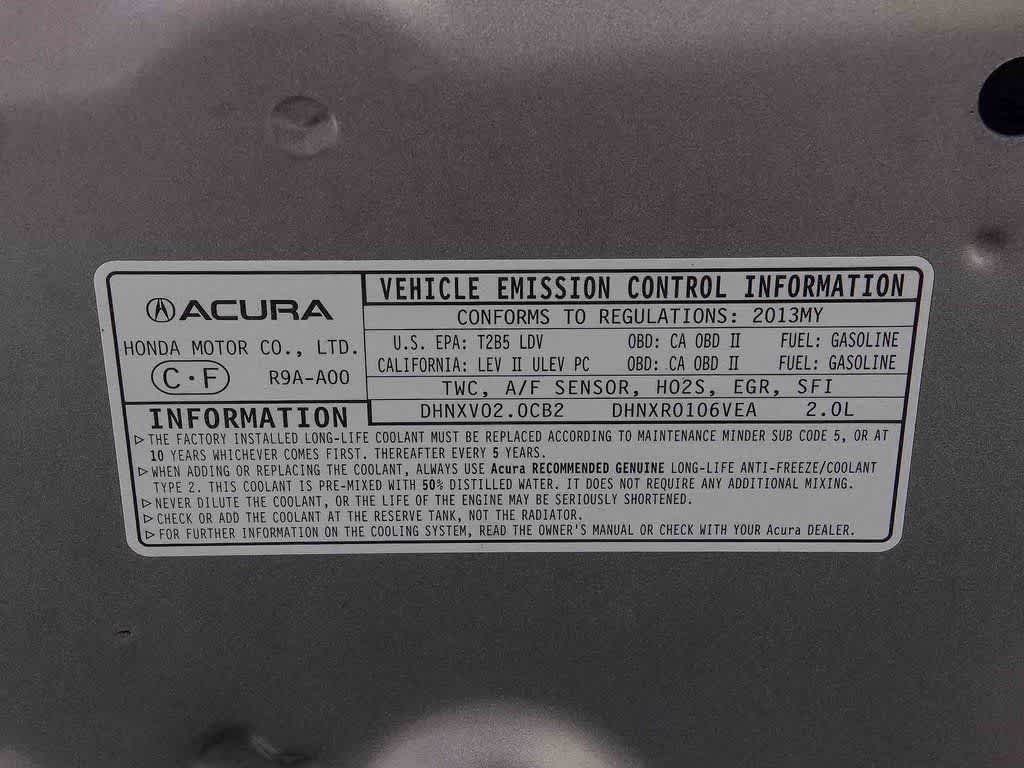 ACURA
HONDA MOTOR CO., LTD.
C·F R9A-A00
VEHICLE EMISSION CONTROL INFORMATION
CONFORMS TO REGULATIONS: 2013MY
U.S. EPA: T2B5 LDV OBD: CA OBD II FUEL: GASOLINE
CALIFORNIA: LEV II ULEV PC OBD: CA OBD II FUEL: GASOLINE
TWC, A/F SENSOR, HO2S, EGR, SFI
DHNXV02.0CB2 DHNXR0106VEA 2.0L
INFORMATION
▷THE FACTORY INSTALLED LONG-LIFE COOLANT MUST BE REPLACED ACCORDING TO MAINTENANCE MINDER SUB CODE 5, OR AT
10 YEARS WHICHEVER COMES FIRST. THEREAFTER EVERY 5 YEARS.
▷WHEN ADDING OR REPLACING THE COOLANT, ALWAYS USE Acura RECOMMENDED GENUINE LONG-LIFE ANTI-FREEZE/COOLANT
TYPE 2. THIS COOLANT IS PRE-MIXED WITH 50% DISTILLED WATER. IT DOES NOT REQUIRE ANY ADDITIONAL MIXING.
▷NEVER DILUTE THE COOLANT, OR THE LIFE OF THE ENGINE MAY BE SERIOUSLY SHORTENED.
▷CHECK OR ADD THE COOLANT AT THE RESERVE TANK, NOT THE RADIATOR.
▷FOR FURTHER INFORMATION ON THE COOLING SYSTEM, READ THE OWNER'S MANUAL OR CHECK WITH YOUR Acura DEALER.